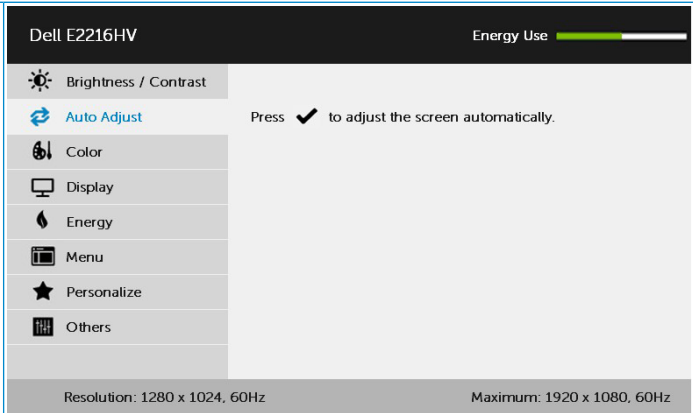 Dell E2216HV
Energy Use
Brightness / Contrast
Auto Adjust
Press ✔ to adjust the screen automatically.
Color
Display
Energy
Menu
Personalize
Others
Resolution: 1280 x 1024, 60Hz
Maximum: 1920 x 1080, 60Hz